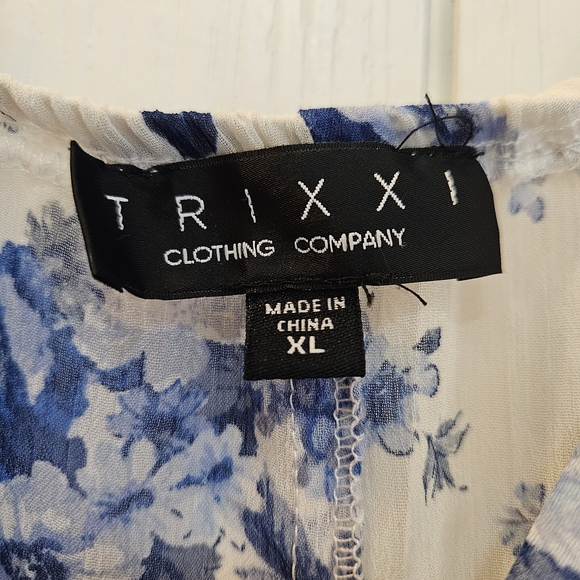 TRIXXI
CLOTHING COMPANY
MADE IN
CHINA
XL